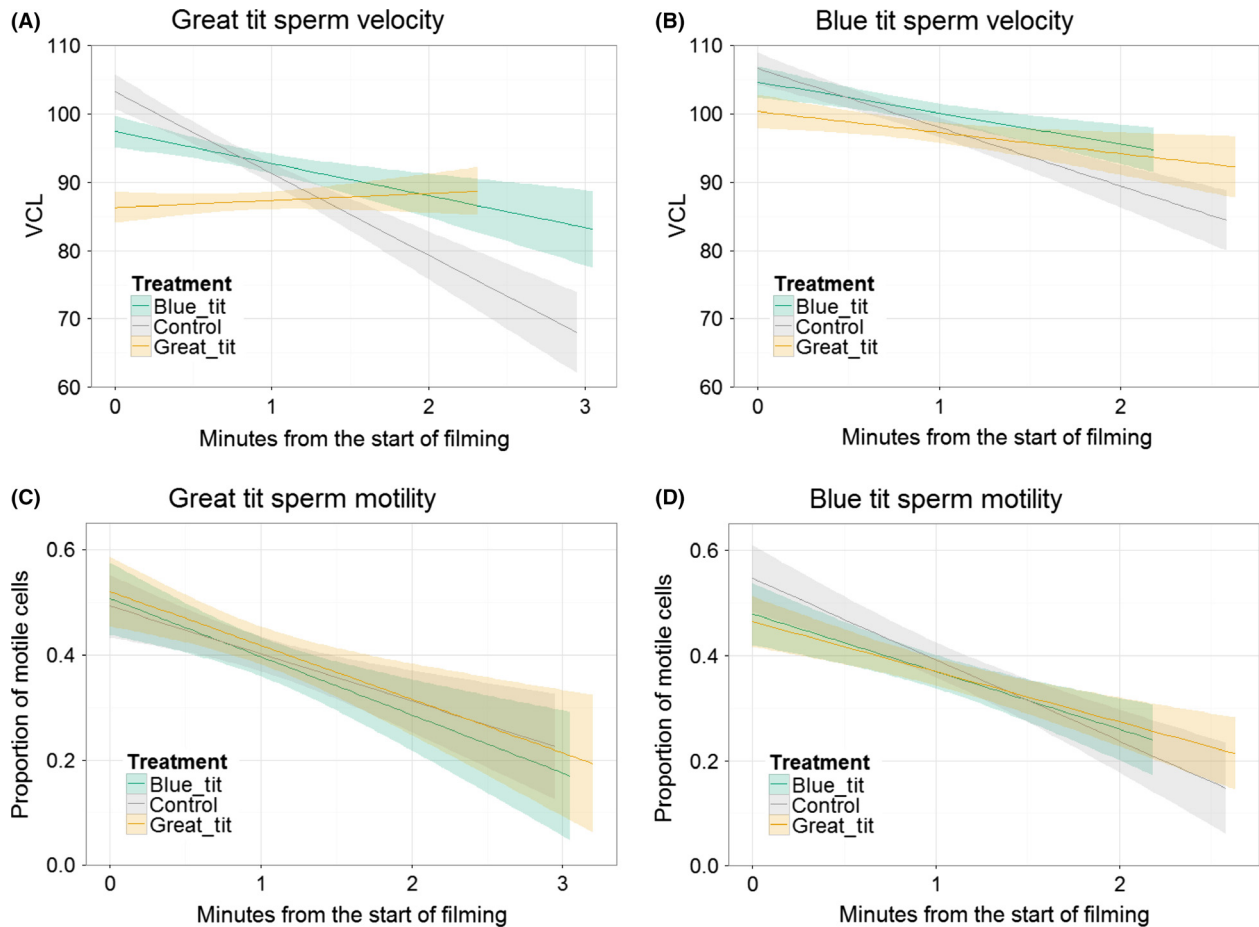 (A)
Great tit sperm velocity
110
100
90
80
70
60
VCL
Treatment
Blue_tit
Control
Great_tit
0 1 2 3
Minutes from the start of filming
(B)
Blue tit sperm velocity
110
100
90
80
70
60
VCL
Treatment
Blue_tit
Control
Great_tit
0 1 2
Minutes from the start of filming
(C)
Great tit sperm motility
0.6
0.4
0.2
0.0
Proportion of motile cells
Treatment
Blue_tit
Control
Great_tit
0 1 2 3
Minutes from the start of filming
(D)
Blue tit sperm motility
0.6
0.4
0.2
0.0
Proportion of motile cells
Treatment
Blue_tit
Control
Great_tit
0 1 2
Minutes from the start of filming